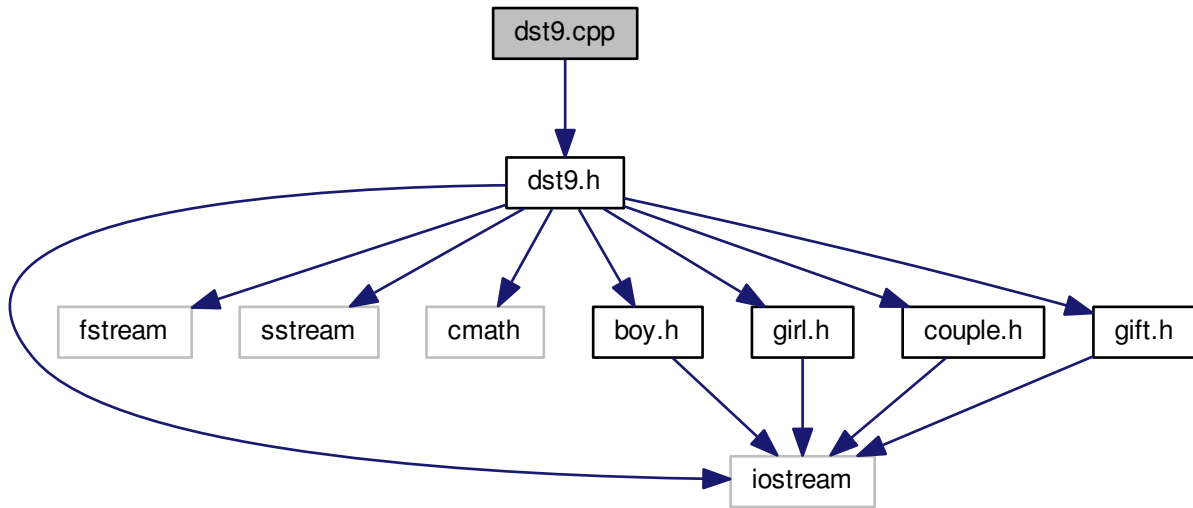 dst9.cpp
dst9.h
fstream
sstream
cmath
boy.h
girl.h
couple.h
gift.h
iostream